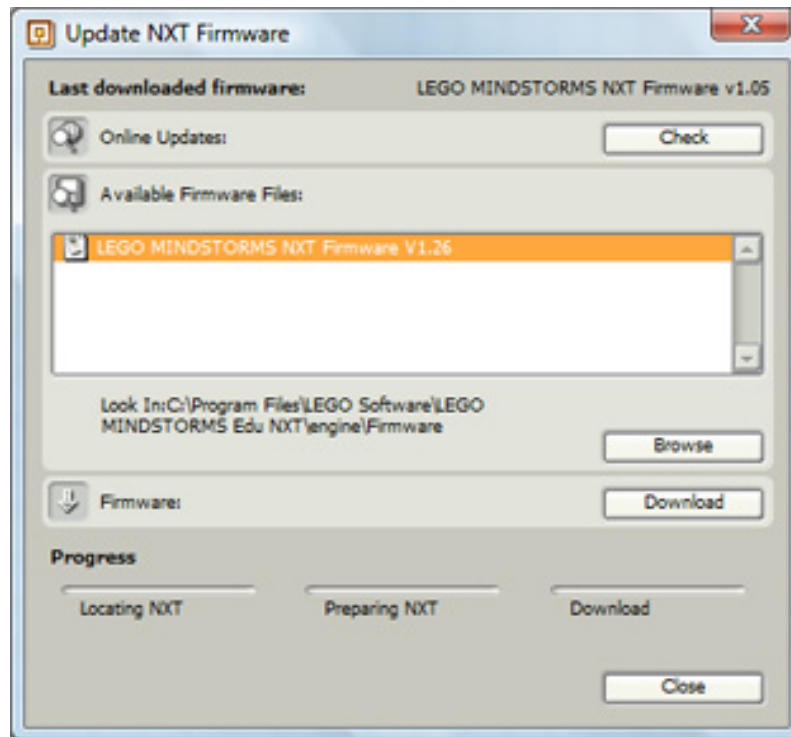 Update NXT Firmware
Last downloaded firmware: LEGO MINDSTORMS NXT Firmware v1.05
Online Updates: Check
Available Firmware Files:
LEGO MINDSTORMS NXT Firmware V1.26
Look In:C:\Program Files\LEGO Software\LEGO
MINDSTORMS Edu NXT\engine\Firmware
Browse
Firmware: Download
Progress
Locating NXT Preparing NXT Download
Close